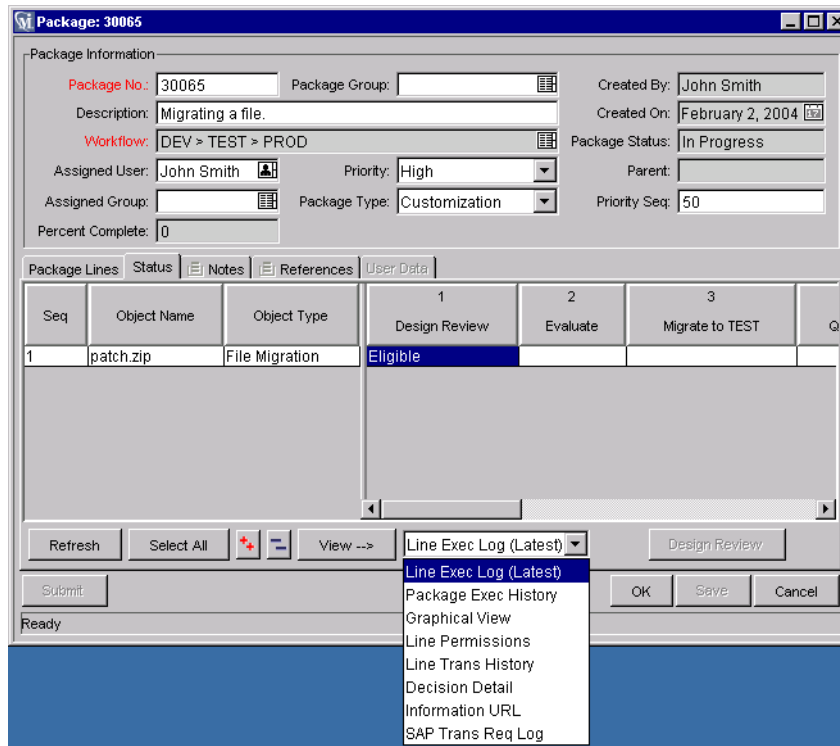 Package: 30065
Package Information
Package No.: 30065 Package Group: Created By: John Smith
Description: Migrating a file. Created On: February 2, 2004
Workflow: DEV > TEST > PROD Package Status: In Progress
Assigned User: John Smith Priority: High Parent:
Assigned Group: Package Type: Customization Priority Seq: 50
Percent Complete: 0
Package Lines Status Notes References User Data
Seq Object Name Object Type 1 Design Review 2 Evaluate 3 Migrate to TEST Q
1 patch.zip File Migration Eligible
Refresh Select All View --> Line Exec Log (Latest) Design Review
Line Exec Log (Latest)
Submit Package Exec History OK Save Cancel
Graphical View
Ready
Line Permissions
Line Trans History
Decision Detail
Information URL
SAP Trans Req Log